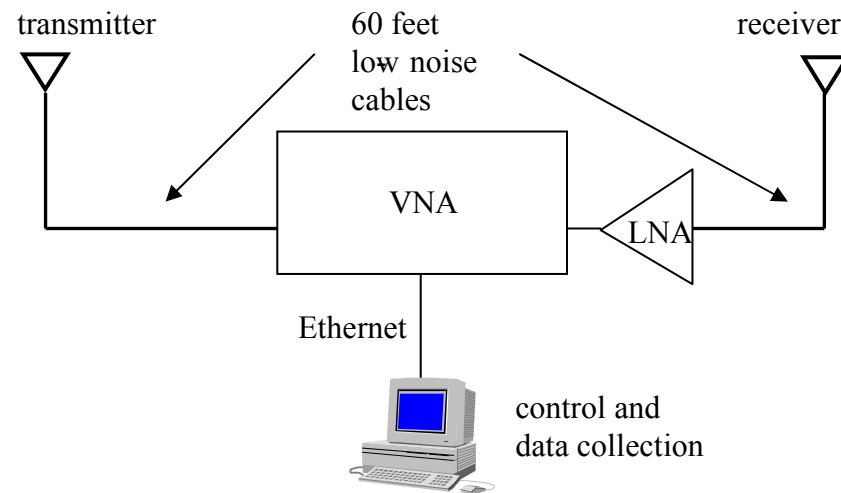 transmitter
60 feet
low noise
cables
receiver
VNA
LNA
Ethernet
control and
data collection